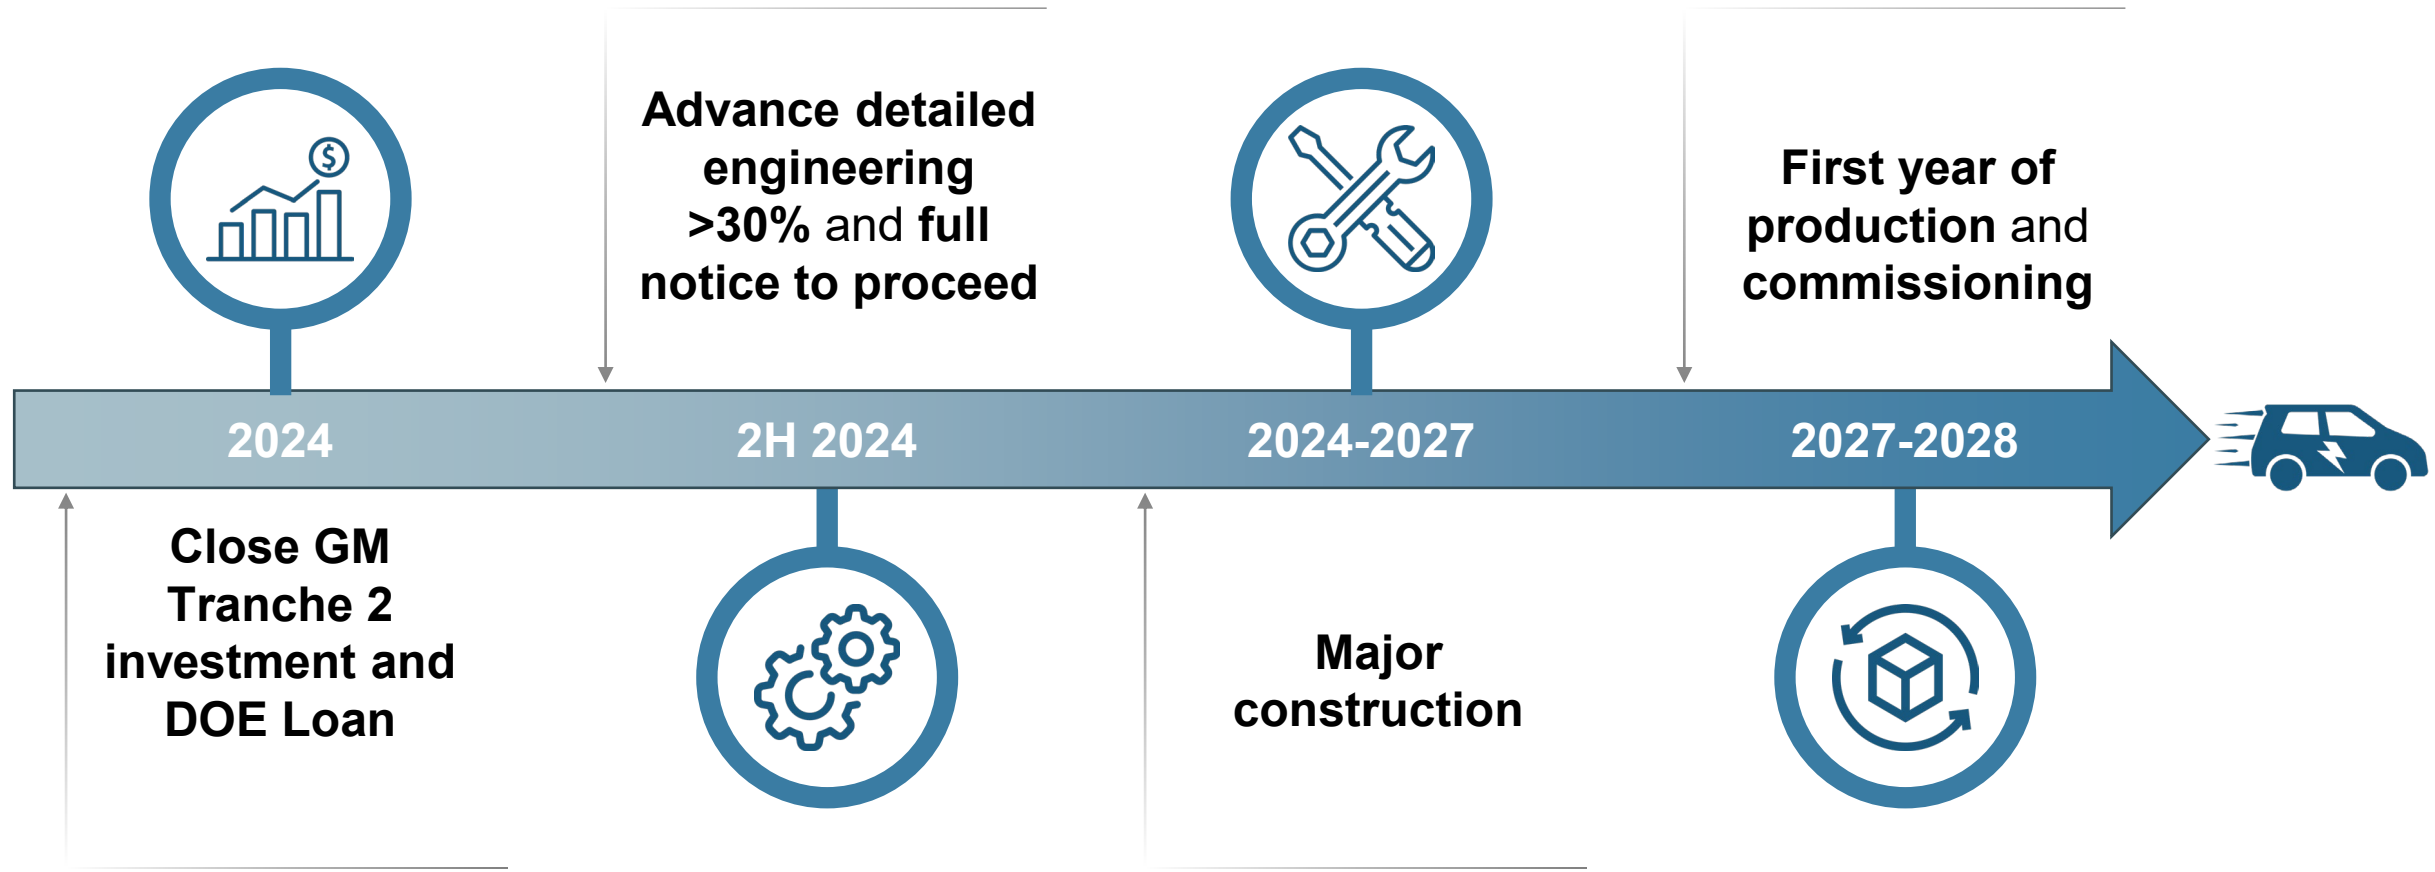 2024
Close GM
Tranche 2
investment and
DOE Loan
Advance detailed
engineering
>30% and full
notice to proceed
2H 2024
2024-2027
Major
construction
First year of
production and
commissioning
2027-2028
$